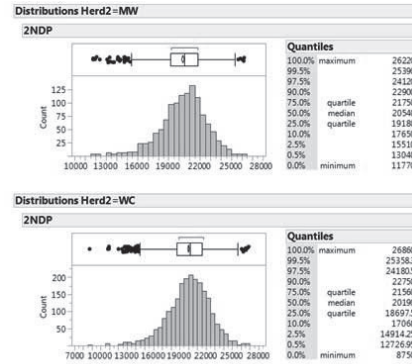 Distributions Herd2=MW
2NDP
Quantiles
100.0% maximum 26220
99.5% 25390
97.5% 24120
90.0% 22900
75.0% quartile 21750
50.0% median 20540
25.0% quartile 19180
10.0% 17650
2.5% 15510
0.5% 13040
0.0% minimum 11770
Count
125
100
75
50
25
10000 13000 16000 19000 22000 25000 28000
Distributions Herd2=WC
2NDP
Quantiles
100.0% maximum 26860
99.5% 25358.
97.5% 24180.
90.0% 22750
75.0% quartile 21560
50.0% median 20190
25.0% quartile 18697.5
10.0% 17060
2.5% 14914.25
0.5% 12726.8
0.0% minimum 8790
Count
200
150
100
50
7000 10000 13000 16000 19000 22000 25000 28000